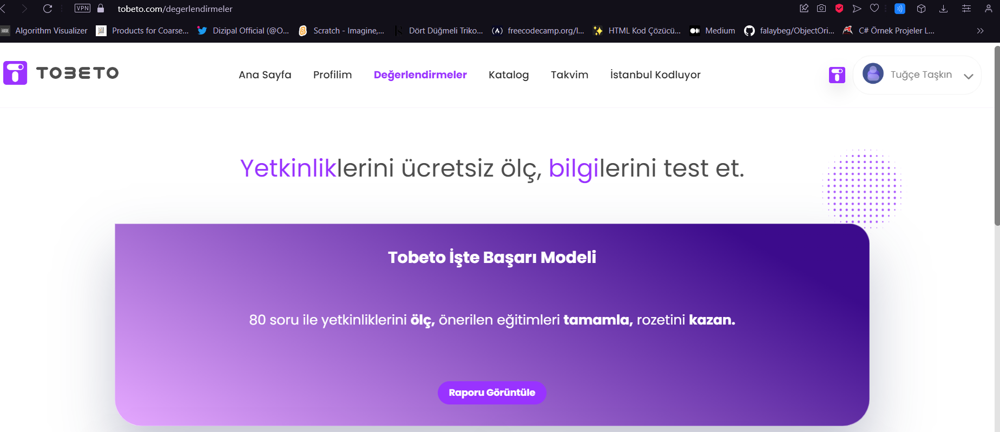 VPN
tobeto.com/degerlendirmeler
Algorithm Visualizer
Products for Coarse...
Dizipal Official (@O...
Scratch - Imagine,...
Dört Düğmeli Triko...
freecodecamp.org/l...
HTML Kod Çözücü...
Medium
falaybeg/ObjectOri...
C# Örnek Projeler L...
TOBETO
Ana Sayfa
Profilim
Değerlendirmeler
Katalog
Takvim
İstanbul Kodluyor
Tuğçe Taşkın
Yetkinliklerini ücretsiz ölç, bilgilerini test et.
Tobeto İşte Başarı Modeli
80 soru ile yetkinliklerini ölç, önerilen eğitimleri tamamla, rozetini kazan.
Raporu Görüntüle